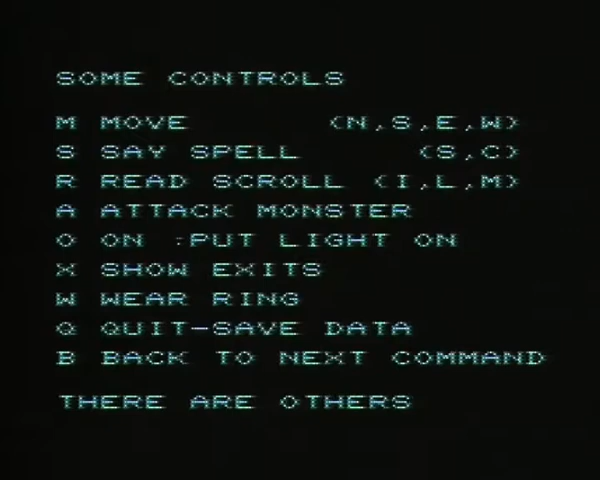 SOME CONTROLS
M MOVE (N,S,E,W)
S SAY SPELL (S,C)
R READ SCROLL (I,L,M)
A ATTACK MONSTER
O ON :PUT LIGHT ON
X SHOW EXITS
W WEAR RING
Q QUIT-SAVE DATA
B BACK TO NEXT COMMAND
THERE ARE OTHERS